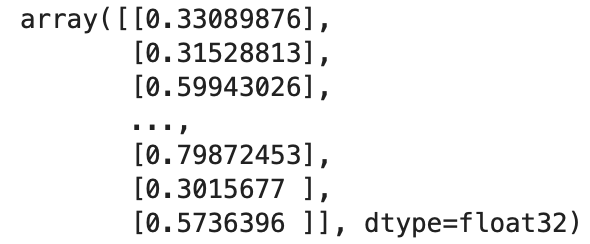 array([[0.33089876],
       [0.31528813],
       [0.59943026],
       ...,
       [0.79872453],
       [0.3015677 ],
       [0.5736396 ]], dtype=float32)